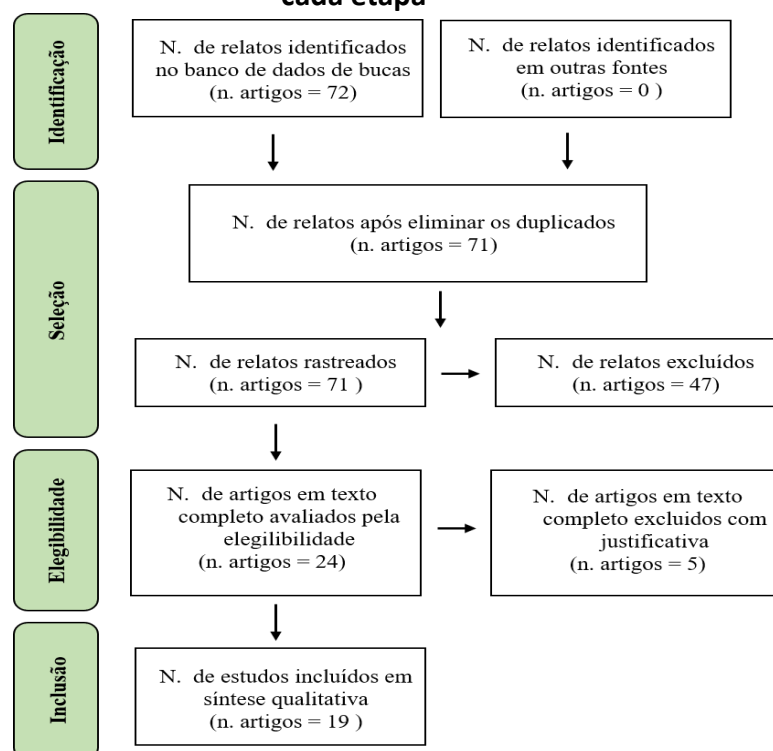 cada etapa
Identificação
N. de relatos identificados
no banco de dados de bucas
(n. artigos = 72)
N. de relatos identificados
em outras fontes
(n. artigos = 0 )
Seleção
N. de relatos após eliminar os duplicados
(n. artigos = 71)
N. de relatos rastreados
(n. artigos = 71 )
N. de relatos excluídos
(n. artigos = 47)
Elegibilidade
N. de artigos em texto
completo avaliados pela
elegilibilidade
(n. artigos = 24)
N. de artigos em texto
completo excluidos com
justificativa
(n. artigos = 5)
Inclusão
N. de estudos incluídos em
síntese qualitativa
(n. artigos = 19 )